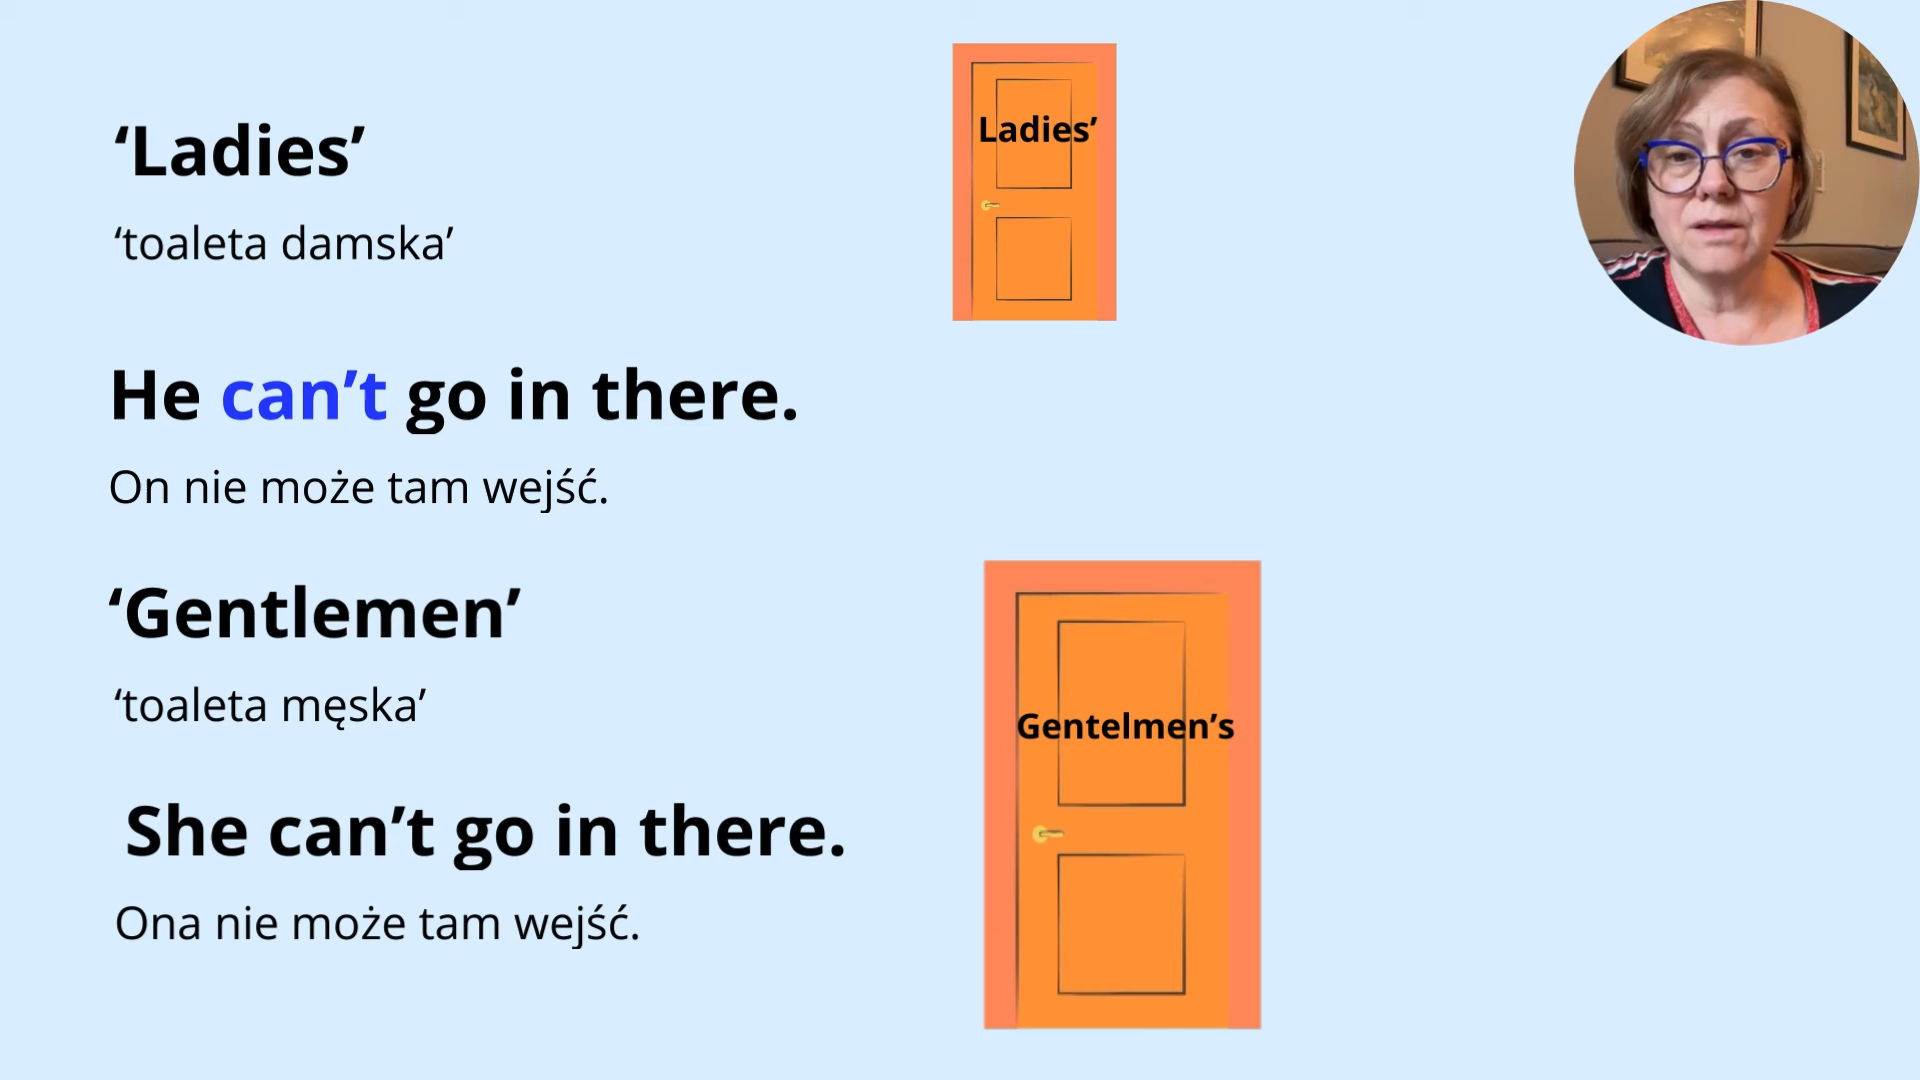 ‘Ladies’
‘toaleta damska’
Ladies’
He can’t go in there.
On nie może tam wejść.
‘Gentlemen’
‘toaleta męska’
Gentelmen’s
She can’t go in there.
Ona nie może tam wejść.